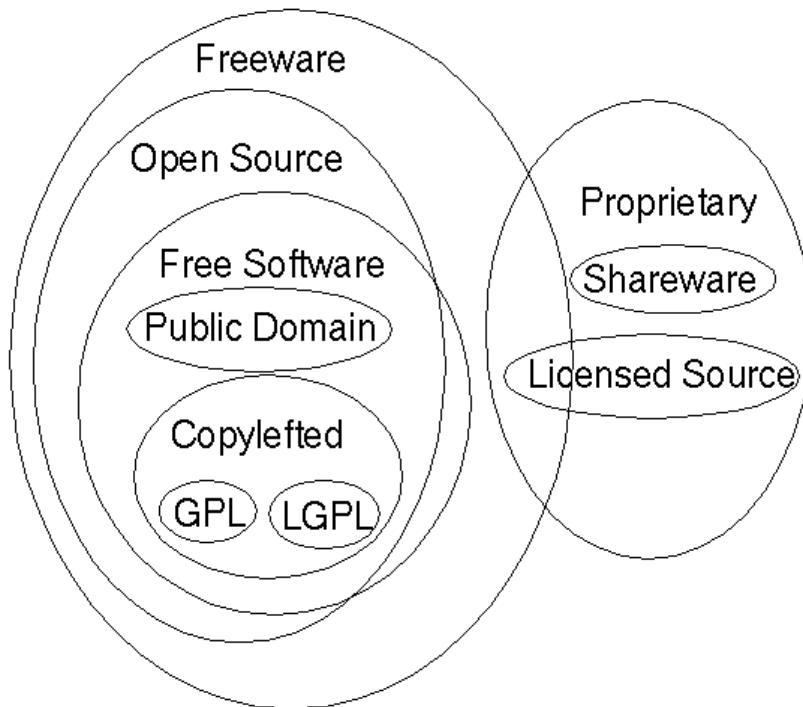 Freeware
Open Source
Proprietary
Free Software
Shareware
Public Domain
Licensed Source
Copylefted
GPL
LGPL